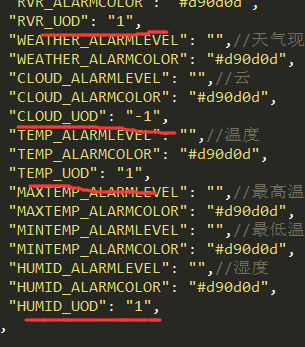 "RVR_ALARMCOLOR": "#d90d0d",
"RVR_UOD": "1",
"WEATHER_ALARMLEVEL": "",//天气现
"WEATHER_ALARMCOLOR": "#d90d0d",
"CLOUD_ALARMLEVEL": "",//云
"CLOUD_ALARMCOLOR": "#d90d0d",
"CLOUD_UOD": "-1",
"TEMP_ALARMLEVEL": "",//温度
"TEMP_ALARMCOLOR": "#d90d0d",
"TEMP_UOD": "1",
"MAXTEMP_ALARMLEVEL": "",//最高温
"MAXTEMP_ALARMCOLOR": "#d90d0d",
"MINTEMP_ALARMLEVEL": "",//最低温
"MINTEMP_ALARMCOLOR": "#d90d0d",
"HUMID_ALARMLEVEL": "",//湿度
"HUMID_ALARMCOLOR": "#d90d0d",
"HUMID_UOD": "1",
,